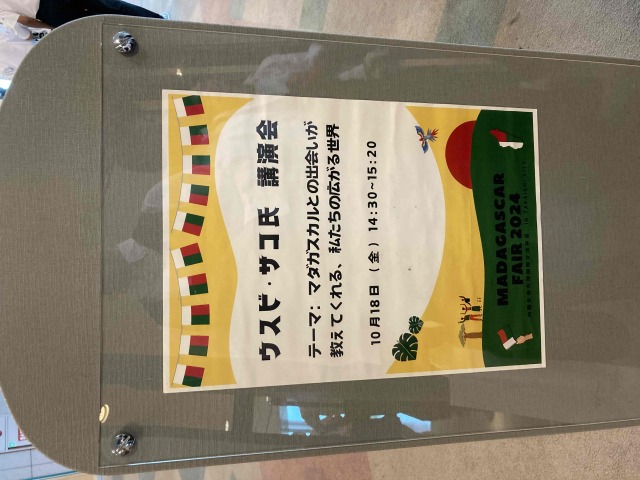 ウスビ・サコ氏 講演会
テーマ: マダガスカルとの出会いが
教えてくれる、私たちの広がる世界
10月18日 (金) 14:30~15:20
MADAGASCAR
FAIR 2024